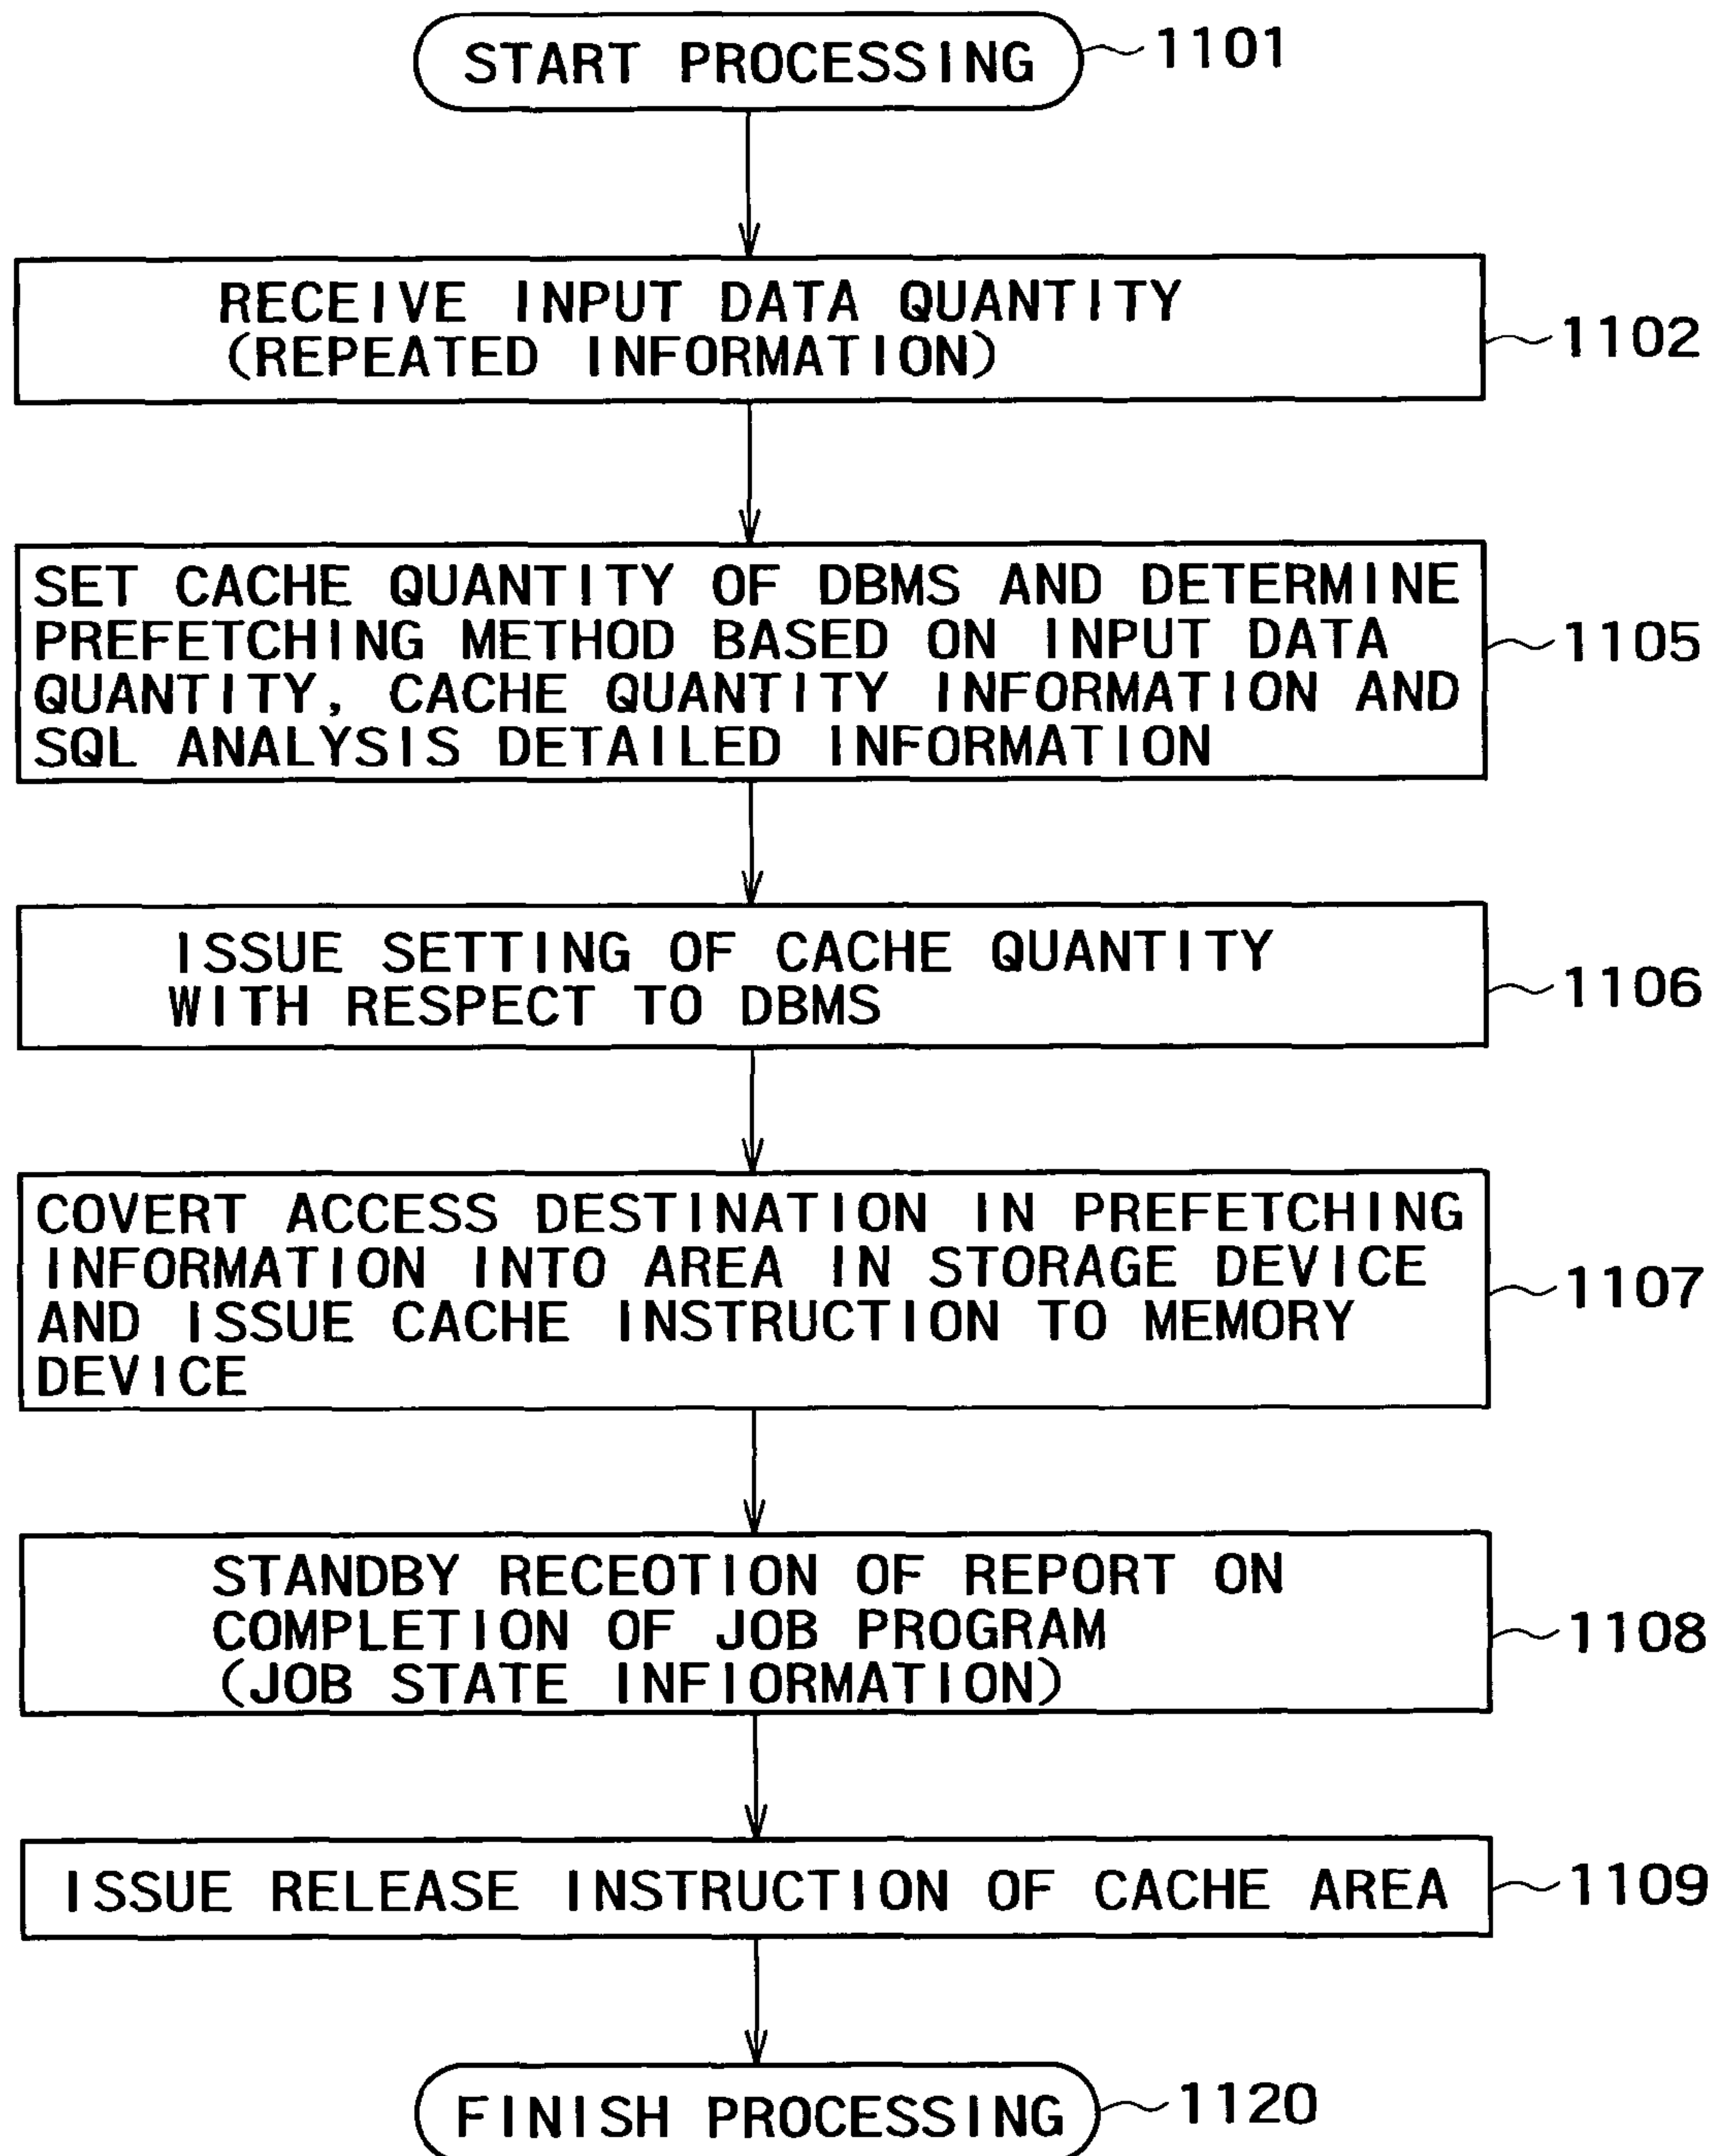 START PROCESSING
1101
RECEIVE INPUT DATA QUANTITY
(REPEATED INFORMATION)
1102
SET CACHE QUANTITY OF DBMS AND DETERMINE
PREFETCHING METHOD BASED ON INPUT DATA
QUANTITY, CACHE QUANTITY INFORMATION AND
SQL ANALYSIS DETAILED INFORMATION
1105
ISSUE SETTING OF CACHE QUANTITY
WITH RESPECT TO DBMS
1106
COVERT ACCESS DESTINATION IN PREFETCHING
INFORMATION INTO AREA IN STORAGE DEVICE
AND ISSUE CACHE INSTRUCTION TO MEMORY
DEVICE
1107
STANDBY RECEOTION OF REPORT ON
COMPLETION OF JOB PROGRAM
(JOB STATE INFIORMATION)
1108
ISSUE RELEASE INSTRUCTION OF CACHE AREA
1109
FINISH PROCESSING
1120